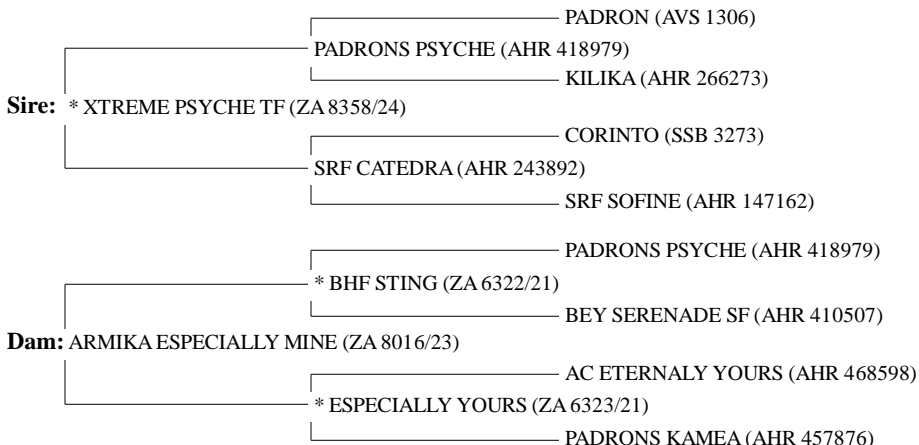 PADRON (AVS 1306)
PADRONS PSYCHE (AHR 418979)
KILIKA (AHR 266273)
Sire: * XTREME PSYCHE TF (ZA 8358/24)
CORINTO (SSB 3273)
SRF CATEDRA (AHR 243892)
SRF SOFINE (AHR 147162)
PADRONS PSYCHE (AHR 418979)
* BHF STING (ZA 6322/21)
BEY SERENADE SF (AHR 410507)
Dam: ARMIKA ESPECIALLY MINE (ZA 8016/23)
AC ETERNALY YOURS (AHR 468598)
* ESPECIALLY YOURS (ZA 6323/21)
PADRONS KAMEA (AHR 457876)